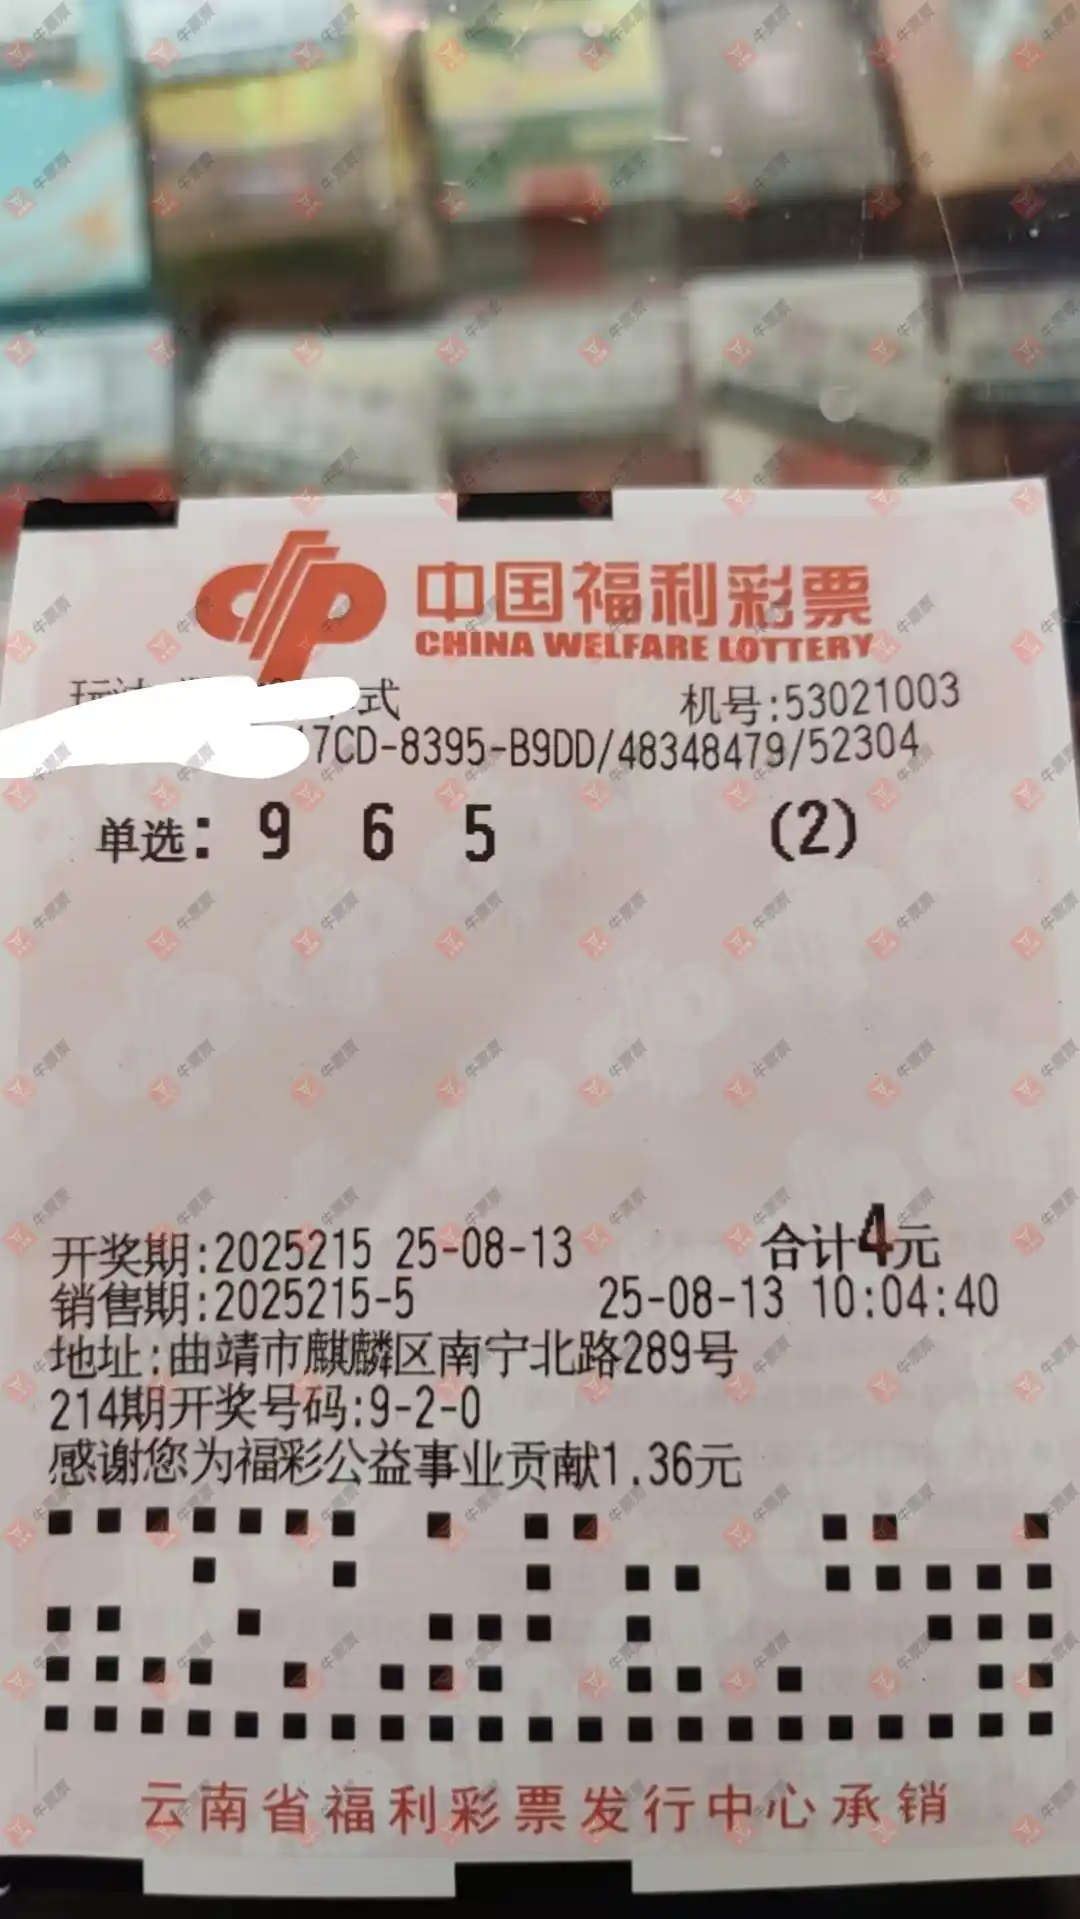 中国福利彩票
CHINA WELFARE LOTTERY
式 机号:53021003
17CD-8395-B9DD/48348479/52304
单选: 9 6 5 (2)
开奖期:2025215 25-08-13 合计4元
销售期:2025215-5 25-08-13 10:04:40
地址:曲靖市麒麟区南宁北路289号
214期开奖号码:9-2-0
感谢您为福彩公益事业贡献1.36元
云南省福利彩票发行中心承销
牛票票